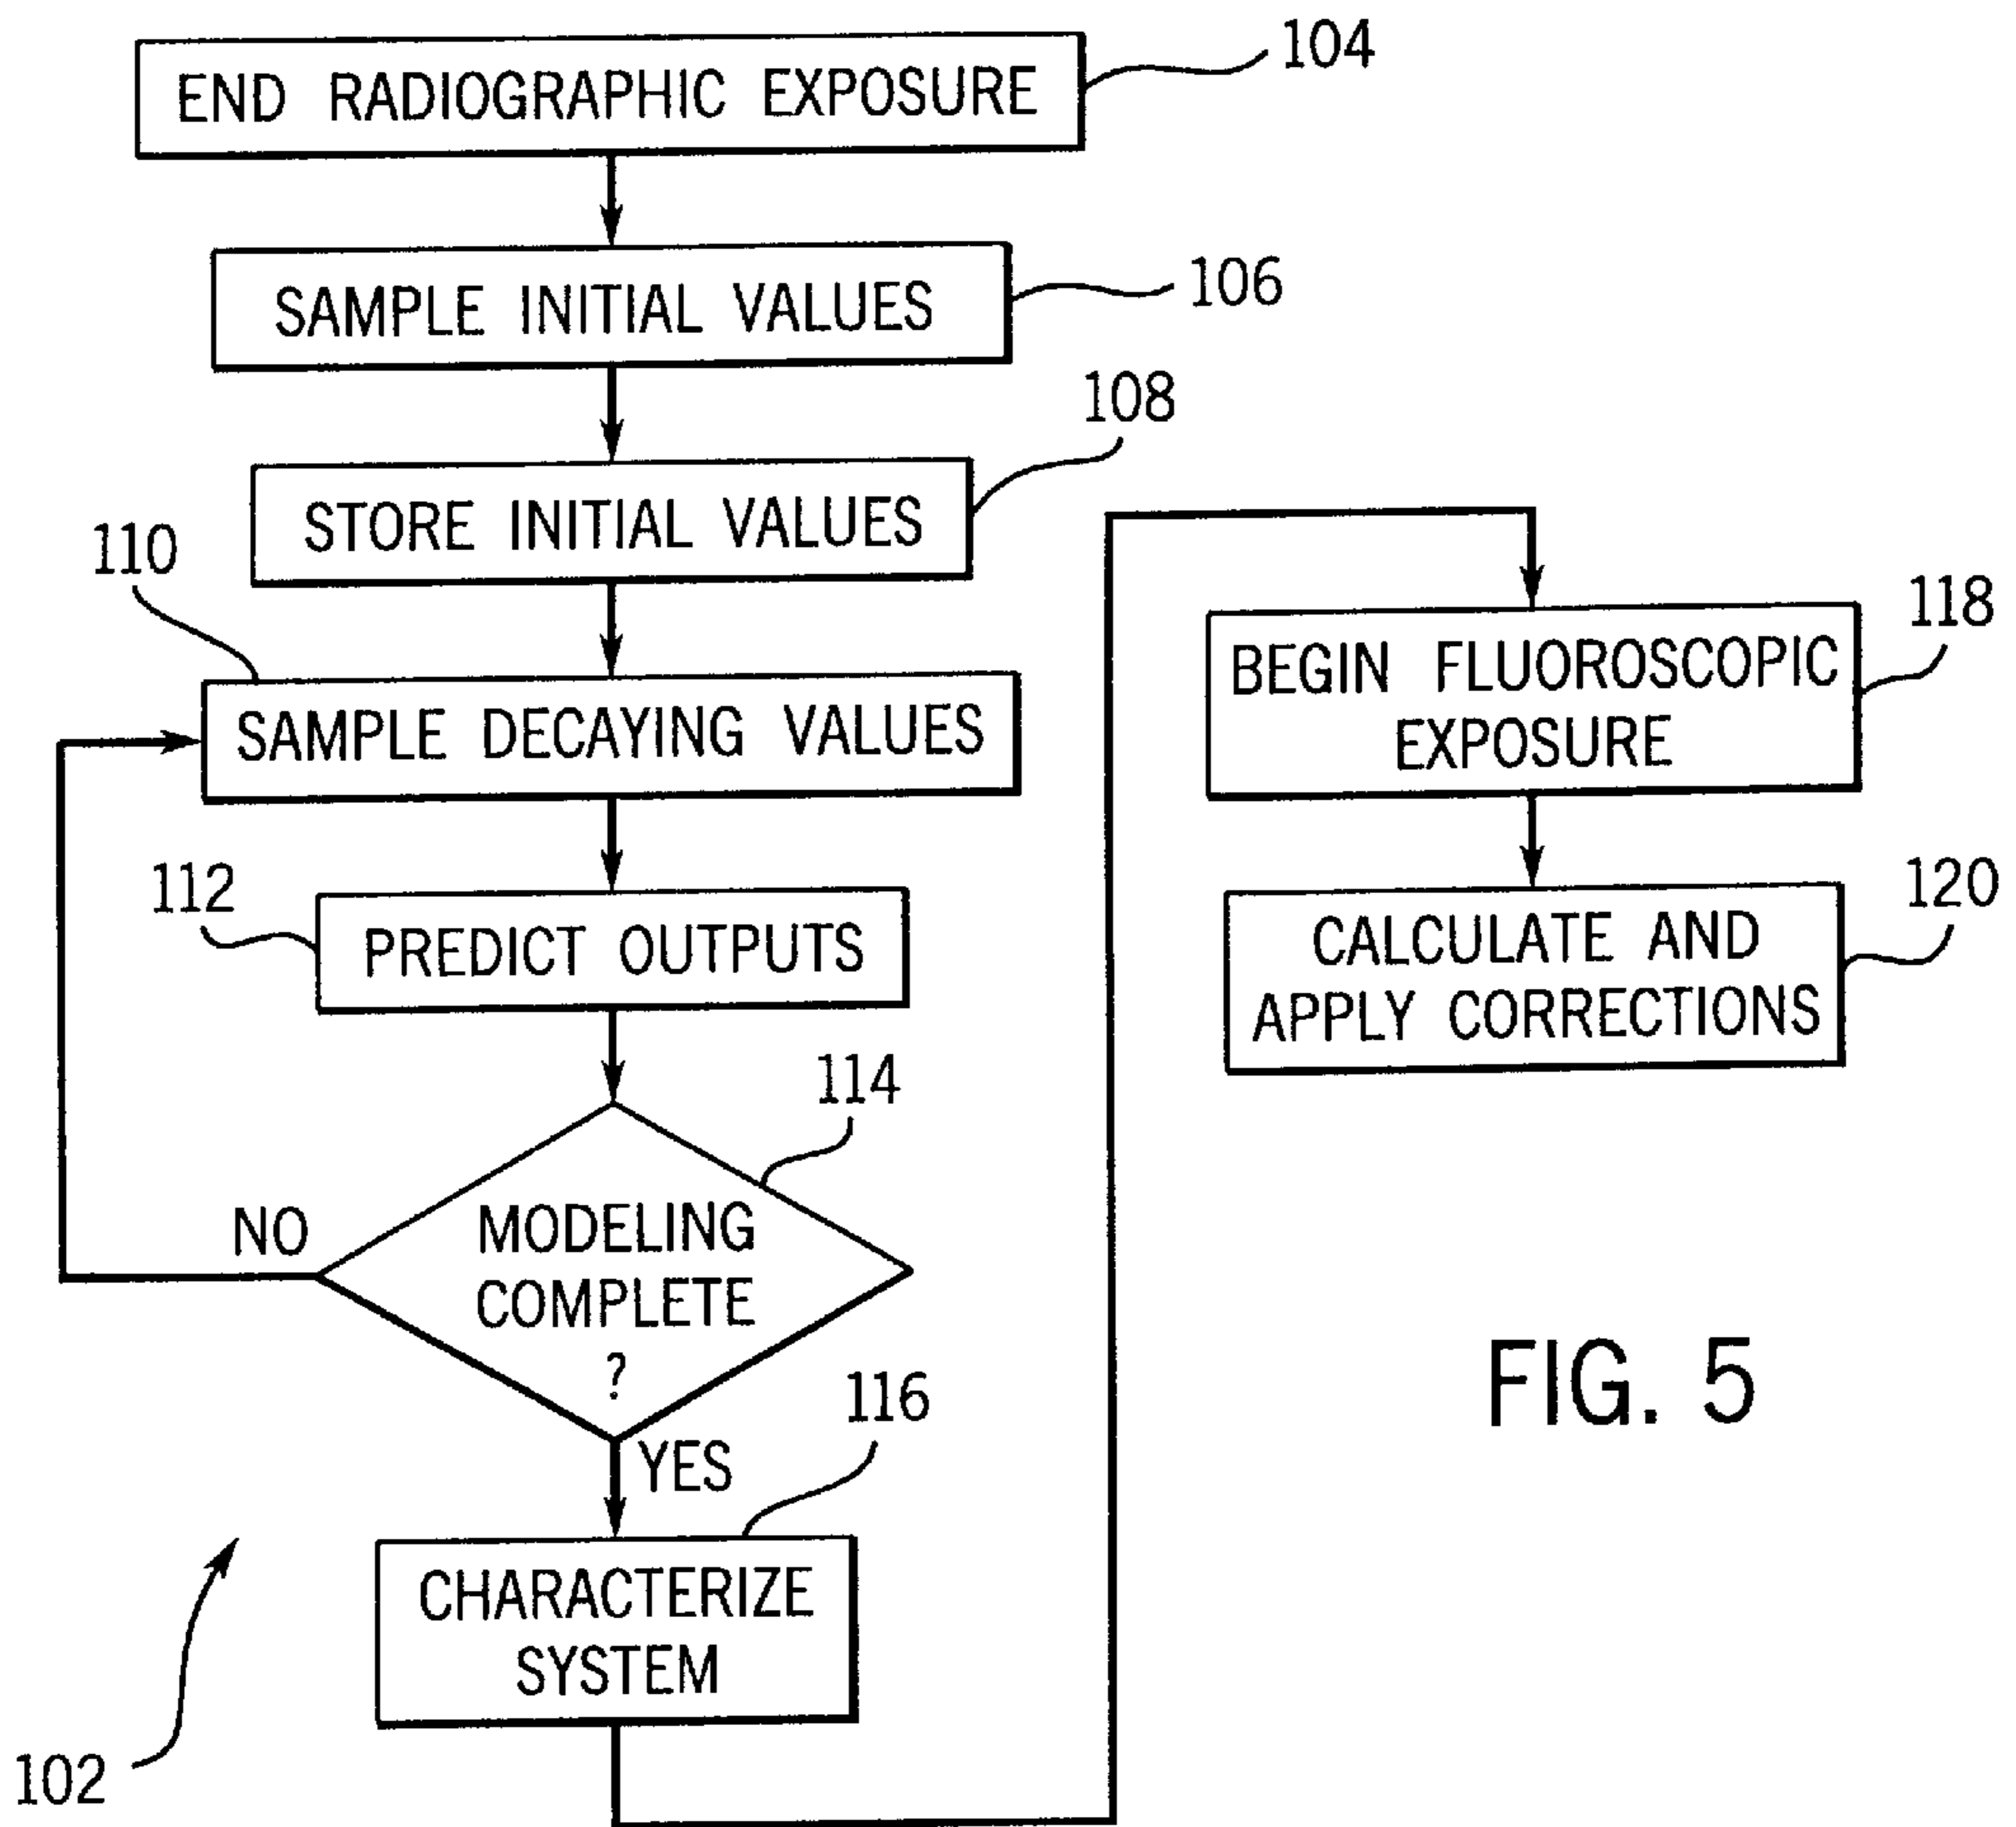 END RADIOGRAPHIC EXPOSURE
104
SAMPLE INITIAL VALUES
106
108
STORE INITIAL VALUES
110
SAMPLE DECAYING VALUES
112
PREDICT OUTPUTS
114
MODELING
COMPLETE
?
NO
YES
116
CHARACTERIZE
SYSTEM
102
118
BEGIN FLUOROSCOPIC
EXPOSURE
120
CALCULATE AND
APPLY CORRECTIONS
FIG. 5